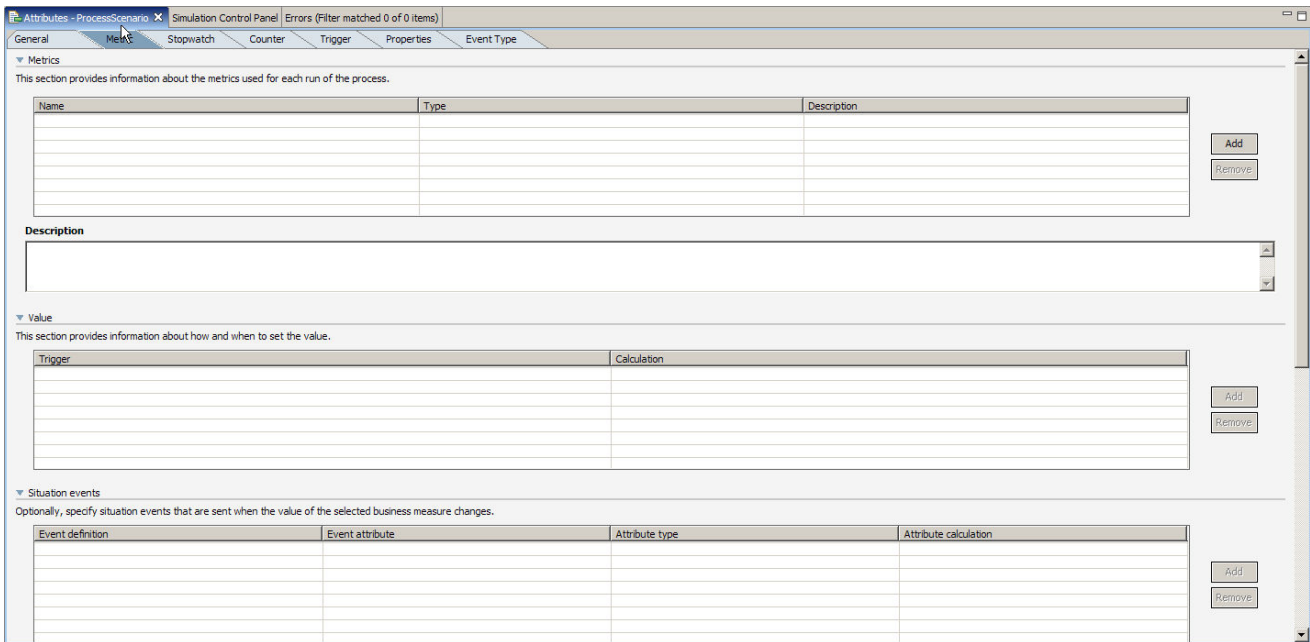 Attributes - ProcessScenario Simulation Control Panel Errors (Filter matched 0 of 0 items)
General Metric Stopwatch Counter Trigger Properties Event Type
Metrics
This section provides information about the metrics used for each run of the process.
Name Type Description
Add
Remove
Description
Value
This section provides information about how and when to set the value.
Trigger Calculation
Add
Remove
Situation events
Optionally, specify situation events that are sent when the value of the selected business measure changes.
Event definition Event attribute Attribute type Attribute calculation
Add
Remove